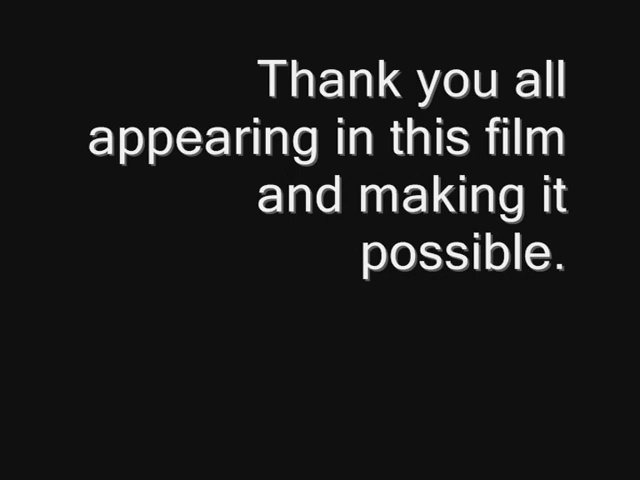 Thank you all
appearing in this film
and making it
possible.